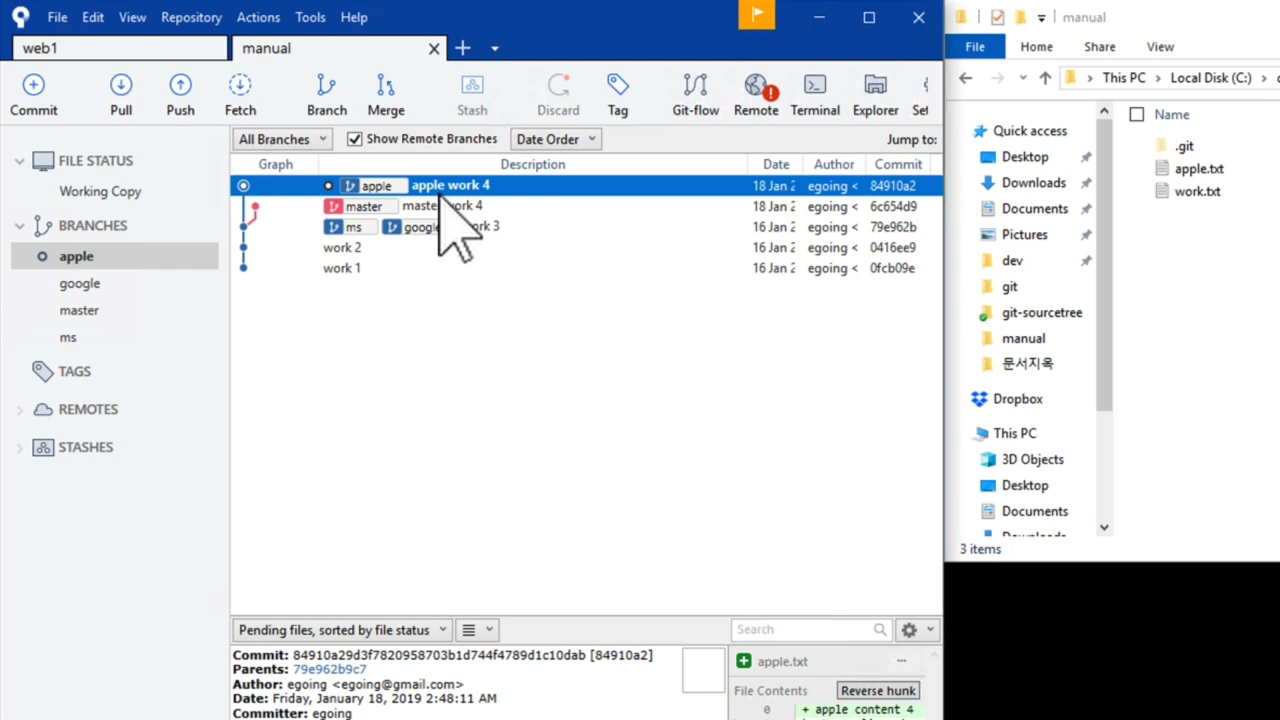 File Edit View Repository Actions Tools Help
web1
manual
Commit Pull Push Fetch Branch Merge Stash Discard Tag Git-flow Remote Terminal Explorer
All Branches Show Remote Branches Date Order Jump to:
Graph Description Date Author Commit
apple apple work 4 18 Jan 2 egoing < 84910a2
master 4 18 Jan 2 egoing < 6c654d9
ms 3 16 Jan 2 egoing < 79e962b
work 2 16 Jan 2 egoing < 0416ee9
work 1 16 Jan 2 egoing < 0fcb09e
FILE STATUS
Working Copy
BRANCHES
apple
google
master
ms
TAGS
REMOTES
STASHES
Pending files, sorted by file status
Search
Commit: 84910a29d3f7820958703b1d744f4789d1c10dab [84910a2]
Parents: 79e962b9c7
Author: egoing <egoing@gmail.com>
Date: Friday, January 18, 2019 2:48:11 AM
Committer: egoing
apple.txt
File Contents Reverse hunk
0 + apple content 4
manual
File Home Share View
This PC > Local Disk (C:) >
Quick access
Desktop
Downloads
Documents
Pictures
dev
git
git-sourcetree
manual
문서지옥
Dropbox
This PC
3D Objects
Desktop
Documents
Name
.git
apple.txt
work.txt
3 items